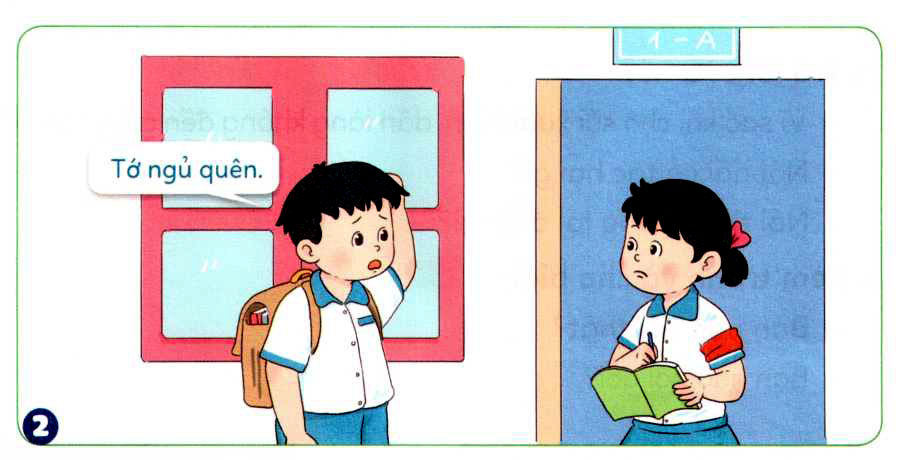 1 - A
Tớ ngủ quên.
2